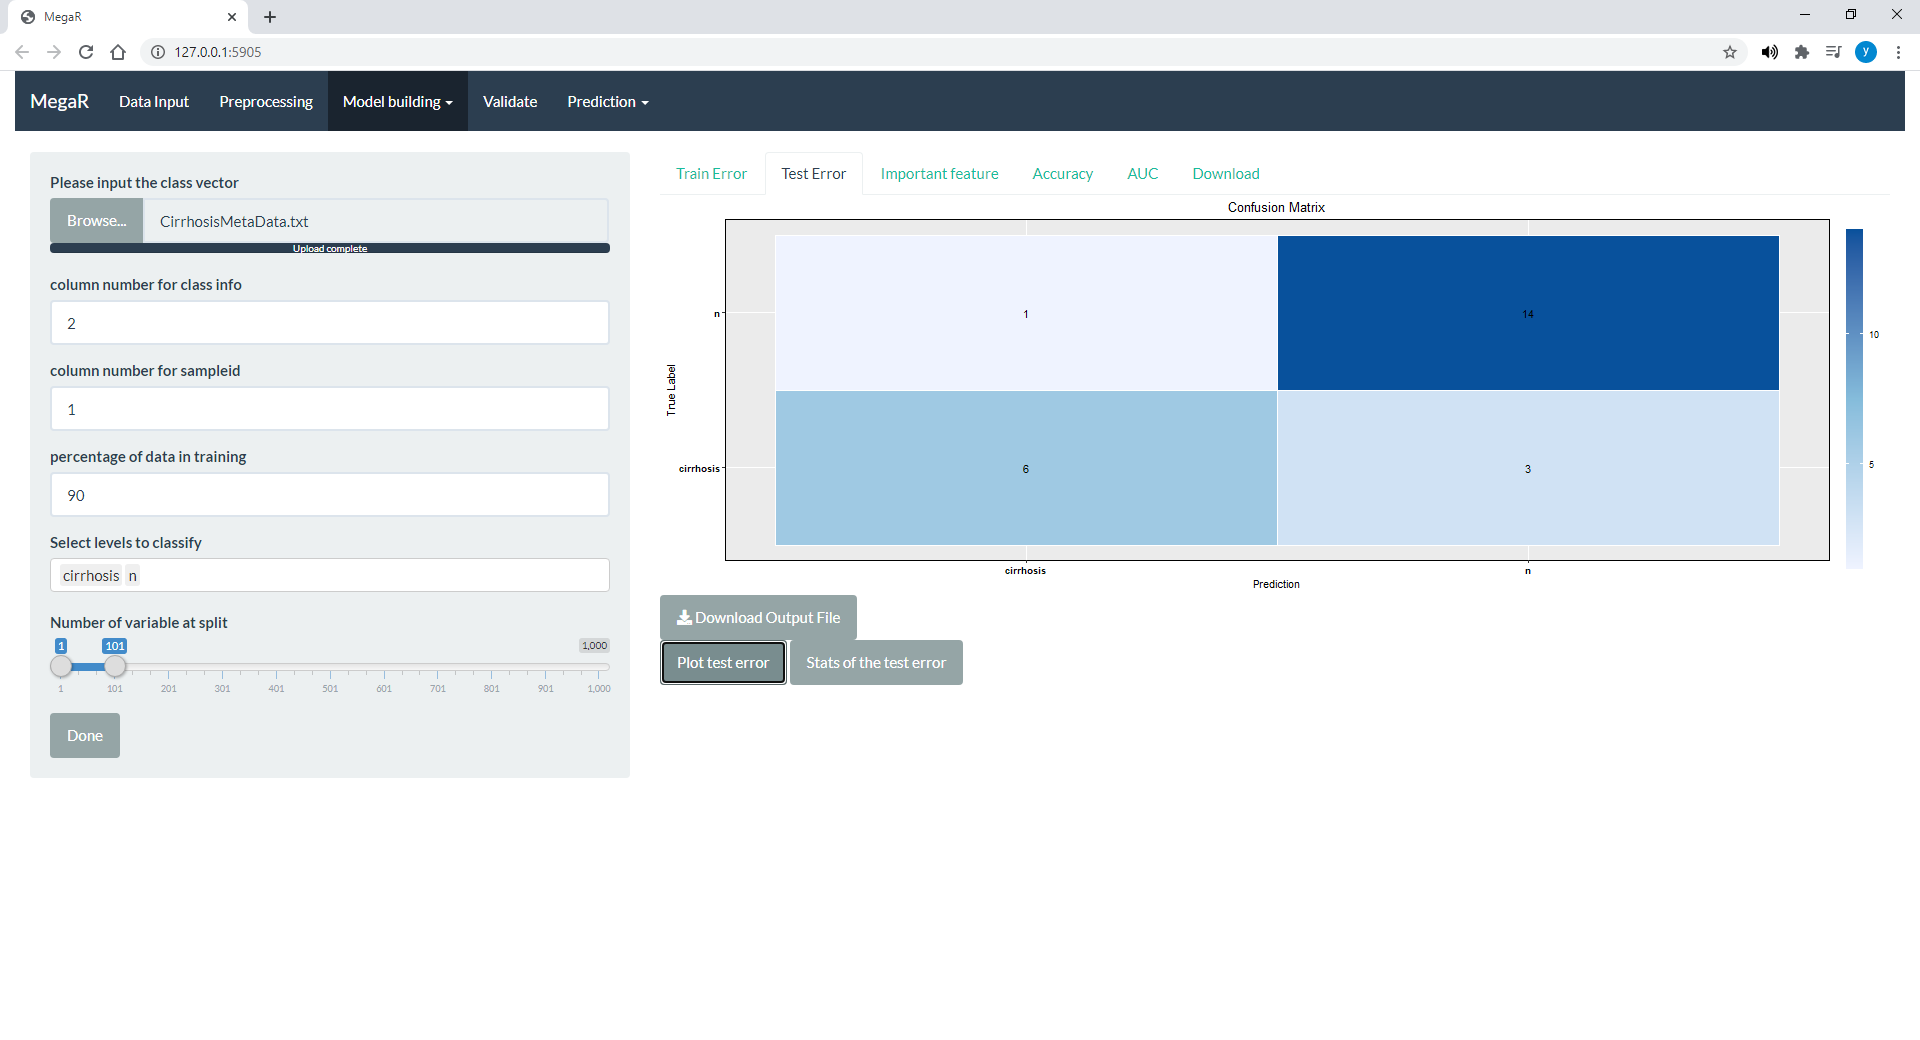 MegaR
127.0.0.1:5905
y
MegaR Data Input Preprocessing Model building Validate Prediction
Please input the class vector
Browse... CirrhosisMetaData.txt
Upload complete
column number for class info
2
column number for sampleid
1
percentage of data in training
90
Select levels to classify
cirrhosis n
Number of variable at split
1 101 1,000
1 101 201 301 401 501 601 701 801 901 1,000
Done
Train Error Test Error Important feature Accuracy AUC Download
Confusion Matrix
n 1 14
10
True Label
cirrhosis 6 3
5
cirrhosis n
Prediction
Download Output File
Plot test error Stats of the test error